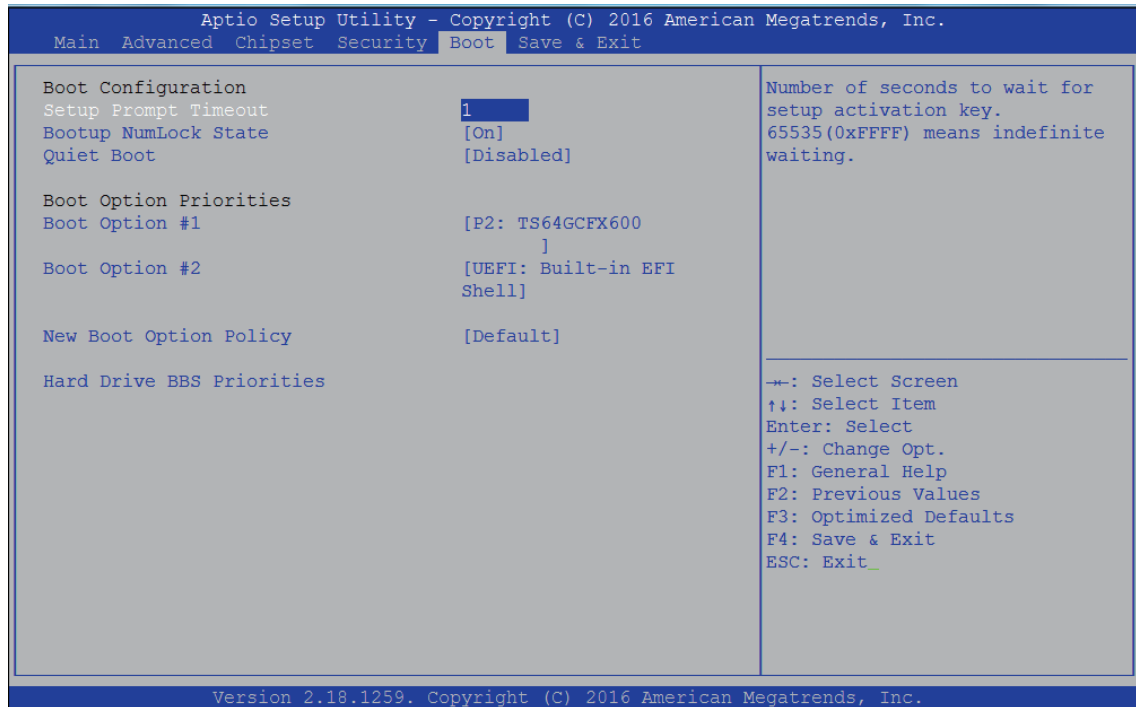 Aptio Setup Utility – Copyright (C) 2016 American Megatrends, Inc.
Main Advanced Chipset Security Boot Save & Exit
Boot Configuration
Setup Prompt Timeout 1
Bootup NumLock State [On]
Quiet Boot [Disabled]
Boot Option Priorities
Boot Option #1 [P2: TS64GCFX600
]
Boot Option #2 [UEFI: Built-in EFI
Shell]
New Boot Option Policy [Default]
Hard Drive BBS Priorities
Number of seconds to wait for
setup activation key.
65535(0xFFFF) means indefinite
waiting.
→←: Select Screen
↑↓: Select Item
Enter: Select
+/-: Change Opt.
F1: General Help
F2: Previous Values
F3: Optimized Defaults
F4: Save & Exit
ESC: Exit_
Version 2.18.1259. Copyright (C) 2016 American Megatrends, Inc.